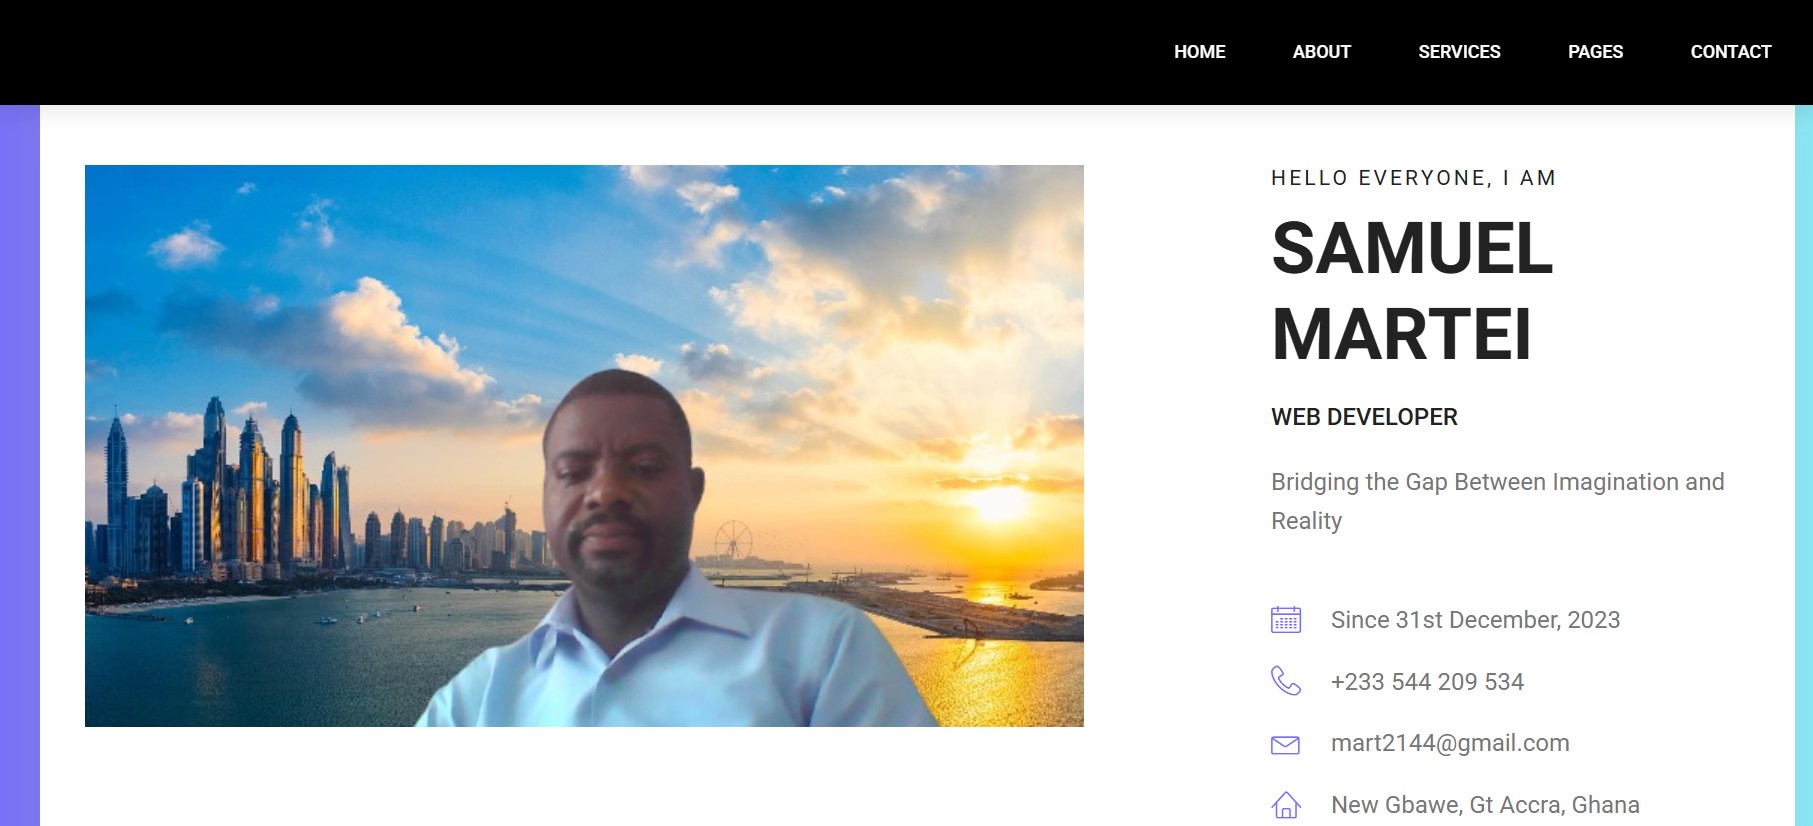 HOME ABOUT SERVICES PAGES CONTACT
HELLO EVERYONE, I AM
SAMUEL
MARTEI
WEB DEVELOPER
Bridging the Gap Between Imagination and
Reality
Since 31st December, 2023
+233 544 209 534
mart2144@gmail.com
New Gbawe, Gt Accra, Ghana